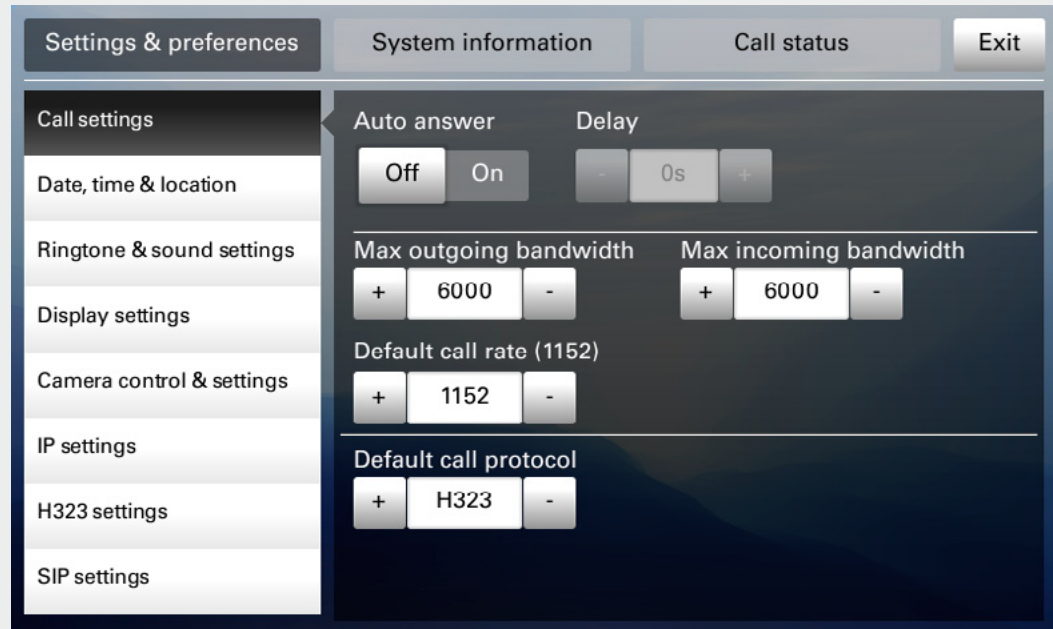 Settings & preferences System information Call status Exit
Call settings
Date, time & location
Ringtone & sound settings
Display settings
Camera control & settings
IP settings
H323 settings
SIP settings
Auto answer Delay
Off On - 0s +
Max outgoing bandwidth Max incoming bandwidth
+ 6000 - + 6000 -
Default call rate (1152)
+ 1152 -
Default call protocol
+ H323 -